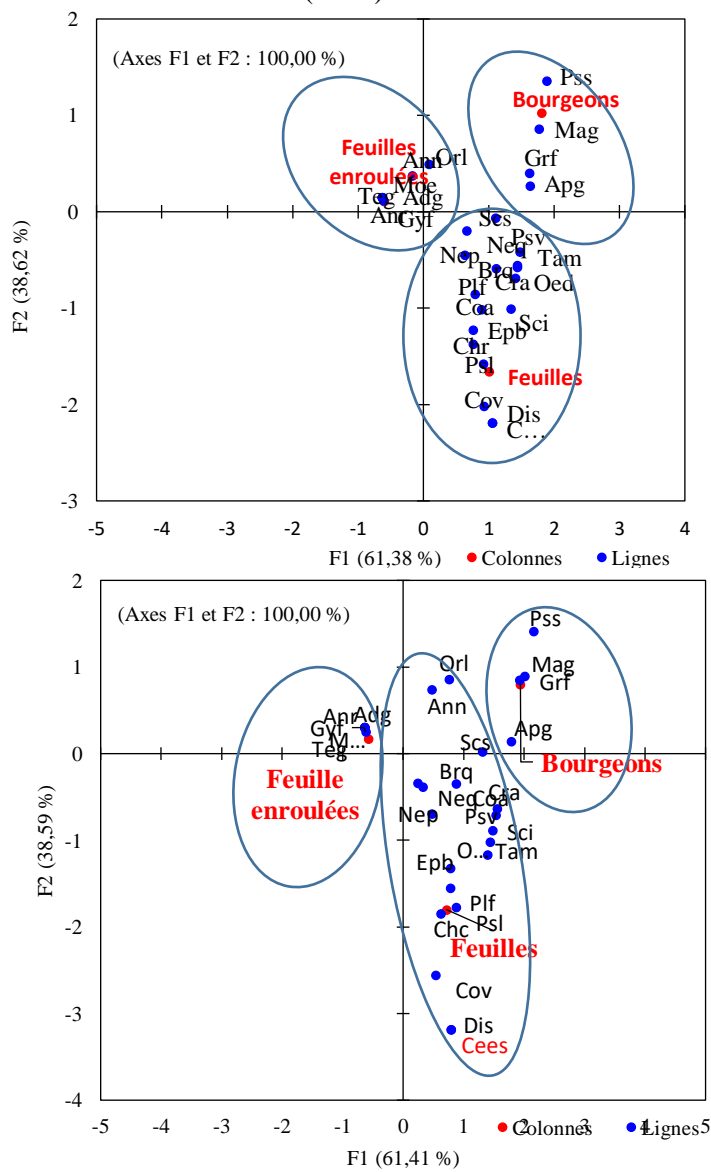 2
(Axes F1 et F2 : 100,00 %)
Pss
Bourgeons
1
Mag
Feuilles
enroulées
Ann
Orl
Grf
Apg
Moe
Teg
Adg
Anr
Gyf
0
Scs
Psv
Neq
Nep
Tam
Brq
Cra
Oed
Plf
F2 (38,62 %)
-1
Coa
Sci
Epb
Chr
Psl
Feuilles
-2
Cov
Dis
C…
-3
-5 -4 -3 -2 -1 0 1 2 3 4
F1 (61,38 %)
Colonnes
Lignes
2
(Axes F1 et F2 : 100,00 %)
Pss
1
Orl
Mag
Grf
Anr
Adg
Ann
Gyf
M…
Apg
Teg
Scs
0
Feuille
enroulées
Bourgeons
Brq
Cra
Neq
Coa
Nep
Psv
F2 (38,59 %)
-1
Sci
O…
Tam
Epb
Plf
Psl
Chc
-2
Feuilles
Cov
-3
Dis
Cees
-4
-5 -4 -3 -2 -1 0 1 2 3 4 5
Colonnes
Lignes
F1 (61,41 %)